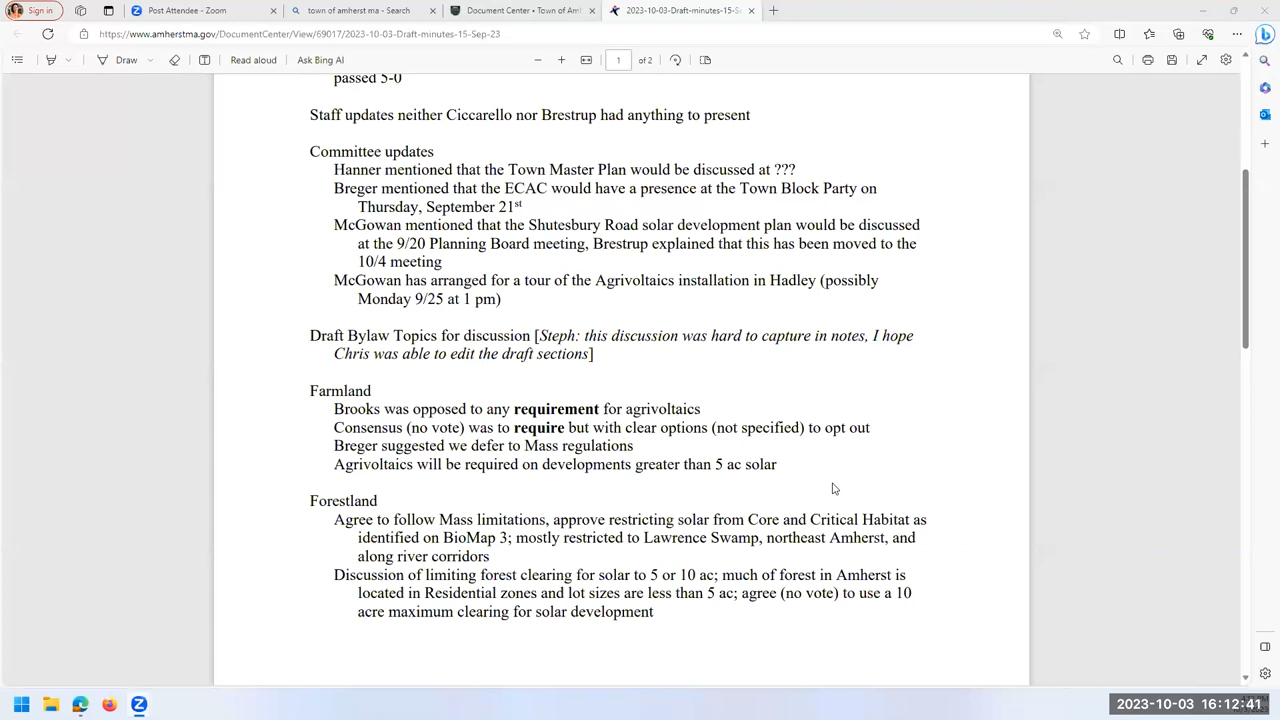 Sign in
Post Attendee - Zoom
town of amherst ma - Search
Document Center • Town of Am
2023-10-03-Draft-minutes-15-Se
https://www.amherstma.gov/DocumentCenter/View/69017/2023-10-03-Draft-minutes-15-Sep-23
Draw
Read aloud
Ask Bing AI
1 of 2
passed 5-0
Staff updates neither Ciccarello nor Brestrup had anything to present
Committee updates
Hanner mentioned that the Town Master Plan would be discussed at ???
Breger mentioned that the ECAC would have a presence at the Town Block Party on
Thursday, September 21st
McGowan mentioned that the Shutesbury Road solar development plan would be discussed
at the 9/20 Planning Board meeting, Brestrup explained that this has been moved to the
10/4 meeting
McGowan has arranged for a tour of the Agrivoltaics installation in Hadley (possibly
Monday 9/25 at 1 pm)
Draft Bylaw Topics for discussion [Steph: this discussion was hard to capture in notes, I hope
Chris was able to edit the draft sections]
Farmland
Brooks was opposed to any requirement for agrivoltaics
Consensus (no vote) was to require but with clear options (not specified) to opt out
Breger suggested we defer to Mass regulations
Agrivoltaics will be required on developments greater than 5 ac solar
Forestland
Agree to follow Mass limitations, approve restricting solar from Core and Critical Habitat as
identified on BioMap 3; mostly restricted to Lawrence Swamp, northeast Amherst, and
along river corridors
Discussion of limiting forest clearing for solar to 5 or 10 ac; much of forest in Amherst is
located in Residential zones and lot sizes are less than 5 ac; agree (no vote) to use a 10
acre maximum clearing for solar development
2023-10-03 16:12:41